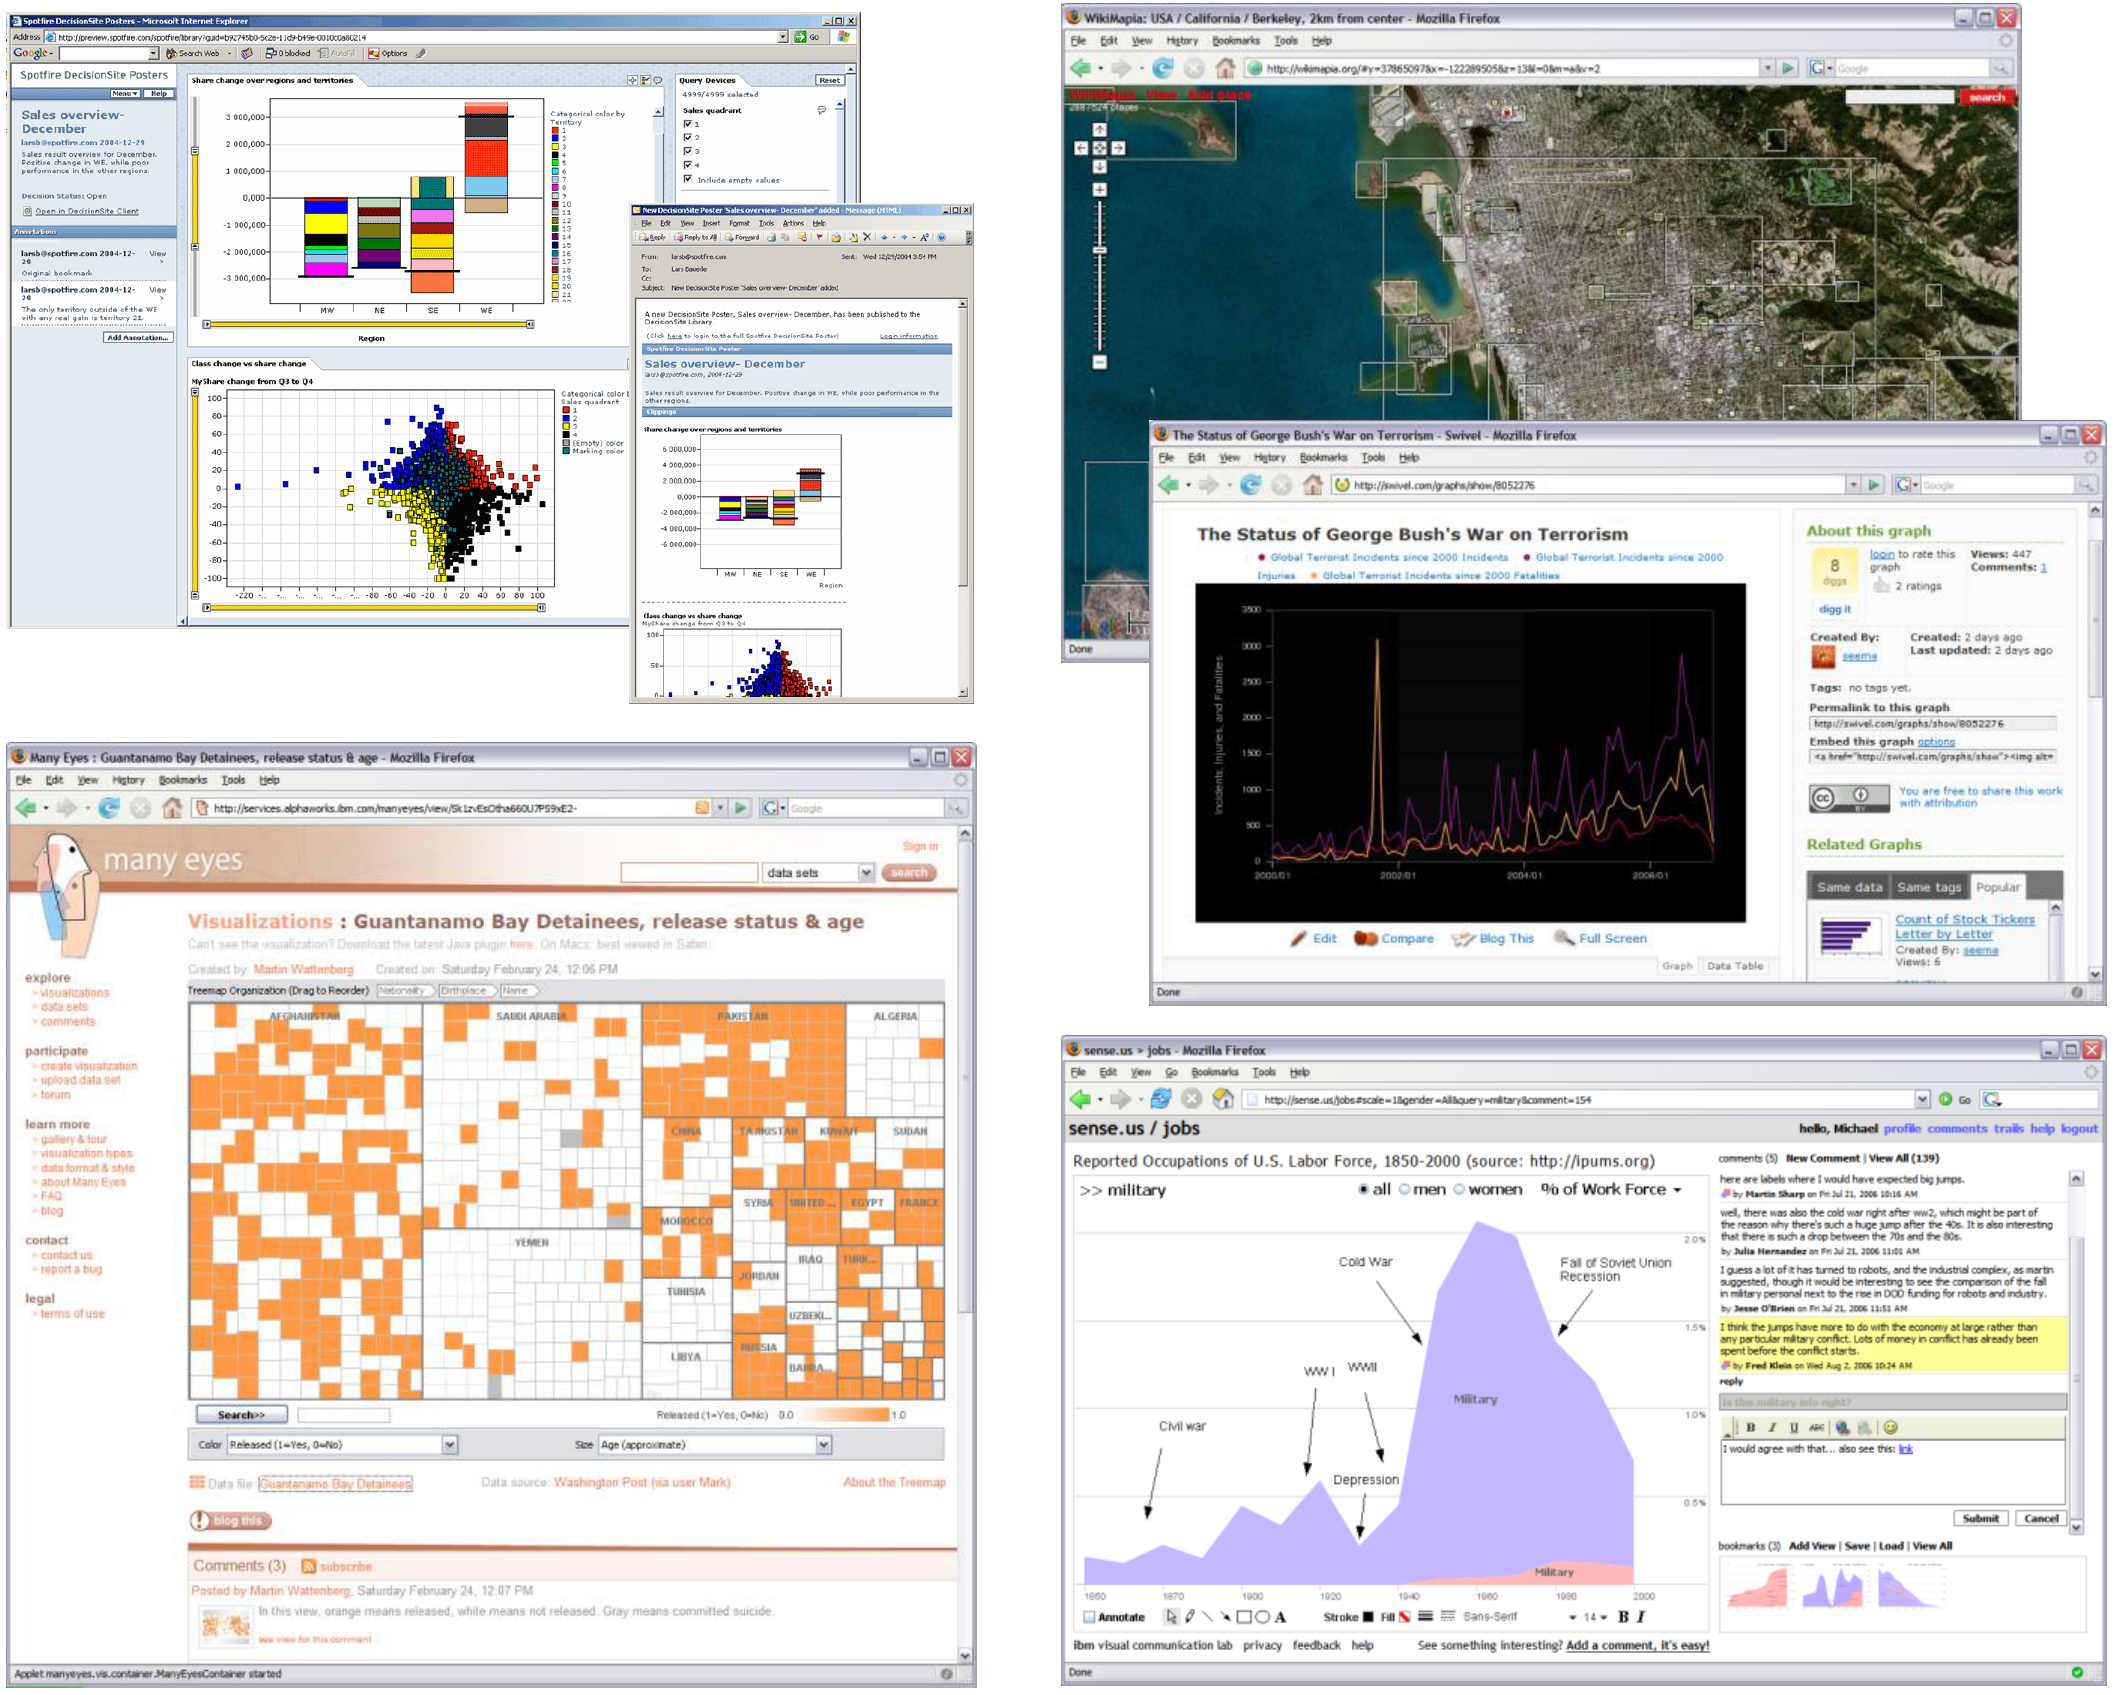 Spotfire DecisionSite Posters - Microsoft Internet Explorer
Address http://preview.spotfire.com/spotfire/library?guid=b92745b0-5c2e-11d9-b49e-0010c0a80214
Go
Google - Search Web 0 blocked AutoFill Options
Spotfire DecisionSite Posters
Menu Help
Sales overview-
December
larsb@spotfire.com 2004-12-29
Sales result overview for December.
Positive change in WE, while poor
performance in the other regions.
Decision Status: Open
Open in DecisionSite Client
Annotations
larsb@spotfire.com 2004-12-
29
View
>
Original bookmark
larsb@spotfire.com 2004-12-
29
View
>
The only territory outside of the WE
with any real gain is territory 21.
Add Annotation...
Share change over regions and territories
3 000,000
2 000,000
1 000,000
0,000
-1 000,000
-2 000,000
-3 000,000
MW NE SE WE
Region
Categorical color by
Territory
1
2
3
4
5
6
7
8
9
10
11
12
13
14
15
16
17
18
19
20
21
Query Devices
Reset
4999/4999 selected
Sales quadrant
1
2
3
4
Include empty values
Class change vs share change
MyShare change from Q3 to Q4
100
80
60
40
20
0
-20
-40
-60
-80
-100
-220 -... -... -... -... -80 -60 -40 -20 0 20 40 60 80 100
Categorical color b
Sales quadrant
1
2
3
4
(Empty) color
Marking color
New DecisionSite Poster 'Sales overview- December' added - Message (HTML)
File Edit View Insert Format Tools Actions Help
Reply Reply to All Forward
From: larsb@spotfire.com
Sent: Wed 12/29/2004 3:54 PM
To: Lars Bauerle
Cc:
Subject: New DecisionSite Poster 'Sales overview- December' added
A new DecisionSite Poster, Sales overview- December, has been published to the
DecisionSite Library.
(Click here to login to the full Spotfire DecisionSite Poster)
Login information
Spotfire DecisionSite Poster
Sales overview- December
larsb@spotfire.com, 2004-12-29
Sales result overview for December. Positive change in WE, while poor performance in the
other regions.
Clippings
Share change over regions and territories
6 000,000
4 000,000
2 000,000
0,000
-2 000,000
-4 000,000
-6 000,000
MW NE SE WE
Region
Class change vs share change
MyShare change from Q3 to Q4
100
50
0
WikiMapia: USA / California / Berkeley, 2km from center - Mozilla Firefox
File Edit View History Bookmarks Tools Help
http://wikimapia.org/#y=37865097&x=-122289505&z=13&l=0&m=a&v=2
Google
WikiMapia View Add place
search
Done
The Status of George Bush's War on Terrorism - Swivel - Mozilla Firefox
File Edit View History Bookmarks Tools Help
http://swivel.com/graphs/show/8052276
Google
The Status of George Bush's War on Terrorism
Global Terrorist Incidents since 2000 Incidents Global Terrorist Incidents since 2000
Injuries Global Terrorist Incidents since 2000 Fatalities
Incidents, Injuries, and Fatalities
3500
3000
2500
2000
1500
1000
500
0
2000/01 2002/01 2004/01 2006/01
Edit Compare Blog This Full Screen
Graph Data Table
About this graph
8
diggs
digg it
login to rate this
graph
2 ratings
Views: 447
Comments: 1
Created By:
seema
Created: 2 days ago
Last updated: 2 days ago
Tags: no tags yet.
Permalink to this graph
http://swivel.com/graphs/show/8052276
Embed this graph options
<a href="http://swivel.com/graphs/show"><img alt=
cc
BY
You are free to share this work
with attribution
Related Graphs
Same data Same tags Popular
Count of Stock Tickers
Letter by Letter
Created By: seema
Views: 6
Done
Many Eyes : Guantanamo Bay Detainees, release status & age - Mozilla Firefox
File Edit View History Bookmarks Tools Help
http://services.alphaworks.ibm.com/manyeyes/view/Sk1zvEsOtha660U7PS9xE2-
Google
many eyes
Sign in
data sets search
Visualizations : Guantanamo Bay Detainees, release status & age
Can't see the visualization? Download the latest Java plugin here. On Macs: best viewed in Safari.
Created by: Martin Wattenberg Created on: Saturday February 24, 12:06 PM
Treemap Organization (Drag to Reorder) Nationality Birthplace Name
explore
> visualizations
> data sets
> comments
participate
> create visualization
> upload data set
> forum
learn more
> gallery & tour
> visualization types
> data format & style
> about Many Eyes
> FAQ
> blog
contact
> contact us
> report a bug
legal
> terms of use
AFGHANISTAN SAUDI ARABIA PAKISTAN ALGERIA
CHINA TAJIKISTAN KUWAIT SUDAN
SYRIA UNITED ... EGYPT FRANCE
MOROCCO
YEMEN
IRAQ TURK...
JORDAN
TUNISIA
UZBEKI...
RUSSIA
LIBYA
BAHRA...
Search>>
Released (1=Yes, 0=No) 0.0 1.0
Color Released (1=Yes, 0=No)
Size Age (approximate)
Data file: Guantanamo Bay Detainees
Data source: Washington Post (via user Mark)
About the Treemap
blog this
Comments (3) subscribe
Posted by Martin Wattenberg, Saturday February 24, 12:07 PM
In this view, orange means released, white means not released. Gray means committed suicide.
see view for this comment
Applet manyeyes.vis.container.ManyEyesContainer started
sense.us > jobs - Mozilla Firefox
File Edit View Go Bookmarks Tools Help
http://sense.us/jobs#scale=1&gender=All&query=military&comment=154
Go
sense.us / jobs
hello, Michael profile comments trails help logout
Reported Occupations of U.S. Labor Force, 1850-2000 (source: http://ipums.org)
>> military
all men women % of Work Force
2.0%
1.5%
1.0%
0.5%
Cold War
Fall of Soviet Union
Recession
WW I
WWII
Military
Civil war
Depression
Military
1850 1870 1900 1920 1940 1960 1980 2000
Annotate A Stroke Fill Sans-Serif 14 B I
ibm visual communication lab privacy feedback help
See something interesting? Add a comment, it's easy!
comments (5) New Comment | View All (139)
here are labels where I would have expected big jumps.
by Martin Sharp on Fri Jul 21, 2006 10:16 AM
well, there was also the cold war right after ww2, which might be part of
the reason why there's such a huge jump after the 40s. It is also interesting
that there is such a drop between the 70s and the 80s.
by Julia Hernandez on Fri Jul 21, 2006 11:01 AM
I guess a lot of it has turned to robots, and the industrial complex, as martin
suggested, though it would be interesting to see the comparison of the fall
in military personal next to the rise in DOD funding for robots and industry.
by Jesse O'Brien on Fri Jul 21, 2006 11:51 AM
I think the jumps have more to do with the economy at large rather than
any particular military conflict. Lots of money in conflict has already been
spent before the conflict starts.
by Fred Klein on Wed Aug 2, 2006 10:24 AM
reply
Is this military info right?
B I U ABC
I would agree with that... also see this: link
Submit Cancel
bookmarks (3) Add View | Save | Load | View All
Done